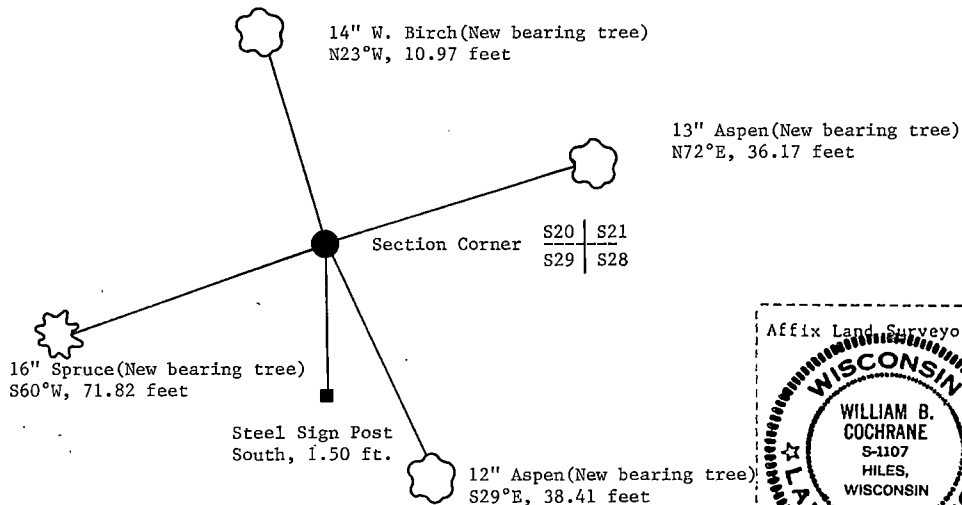 14" W. Birch(New bearing tree)
N23°W, 10.97 feet
13" Aspen(New bearing tree)
N72°E, 36.17 feet
Section Corner
S20 S21
S29 S28
16" Spruce(New bearing tree)
S60°W, 71.82 feet
Steel Sign Post
South, 1.50 ft.
12" Aspen(New bearing tree)
S29°E, 38.41 feet
Affix Land Surveyo
WISCONSIN
WILLIAM B.
COCHRANE
S-1107
HILES,
WISCONSIN